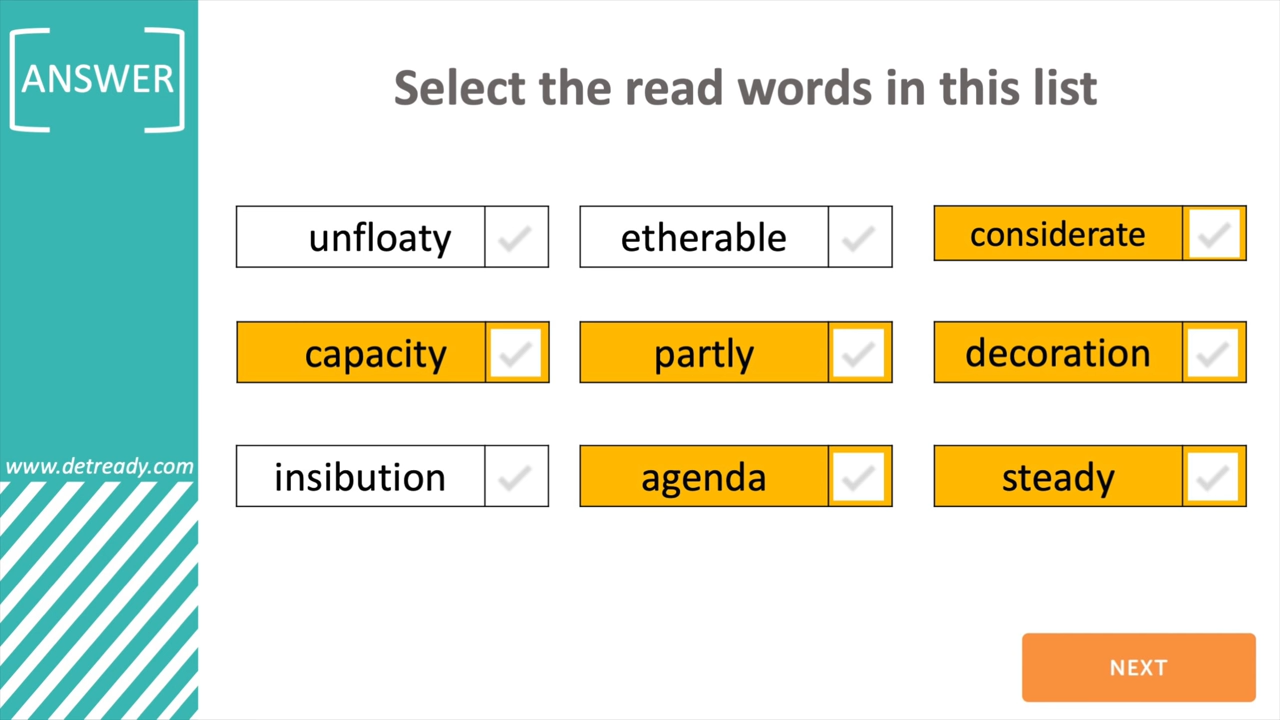 ANSWER
Select the read words in this list
unfloaty
etherable
considerate
capacity
partly
decoration
insibution
agenda
steady
www.detready.com
NEXT